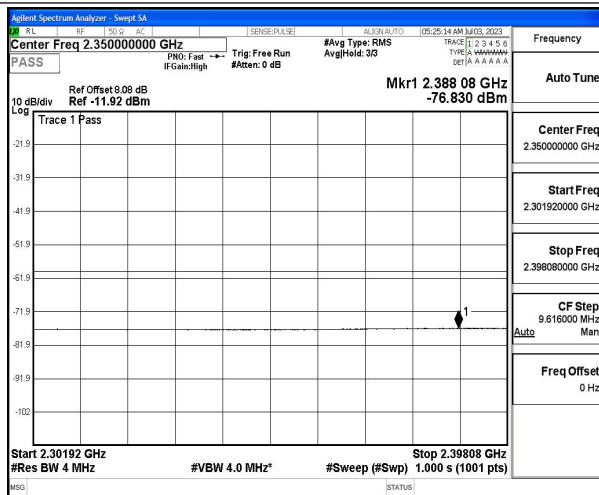 Agilent Spectrum Analyzer - Swept SA
RL RF 50 Ω AC SENSE:PULSE ALIGN AUTO 05:25:14 AM Jul 03, 2023
Center Freq 2.350000000 GHz #Avg Type: RMS TRACE 1 2 3 4 5 6
PNO: Fast Trig: Free Run Avg|Hold: 3/3 TYPE A WWWWW
PASS IFGain:High #Atten: 0 dB DET A A A A A A
Mkr1 2.388 08 GHz
Ref Offset 8.08 dB
10 dB/div Ref -11.92 dBm -76.830 dBm
Log
Trace 1 Pass
-21.9
-31.9
-41.9
-51.9
-61.9
-71.9
1
-81.9
-91.9
-102
Start 2.30192 GHz Stop 2.39808 GHz
#Res BW 4 MHz #VBW 4.0 MHz* #Sweep (#Swp) 1.000 s (1001 pts)
MSG STATUS
Frequency
Auto Tune
Center Freq
2.350000000 GHz
Start Freq
2.301920000 GHz
Stop Freq
2.398080000 GHz
CF Step
9.616000 MHz
Auto Man
Freq Offset
0 Hz